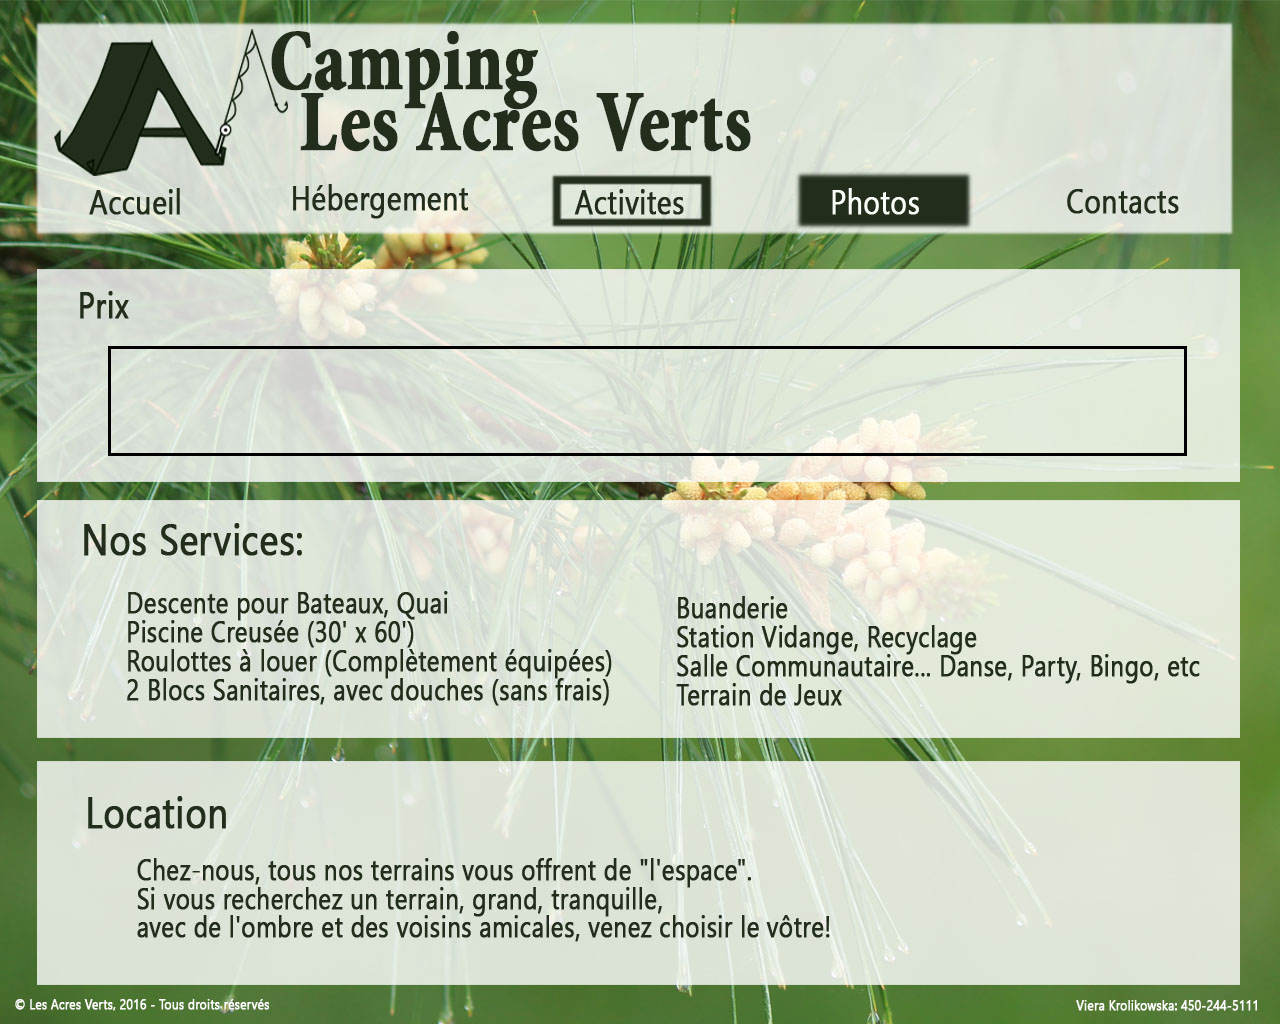 Camping
Les Acres Verts
Accueil
Hébergement
Activites
Photos
Contacts
Prix
Nos Services:
Descente pour Bateaux, Quai
Piscine Creusée (30' x 60')
Roulottes à louer (Complètement équipées)
2 Blocs Sanitaires, avec douches (sans frais)
Buanderie
Station Vidange, Recyclage
Salle Communautaire... Danse, Party, Bingo, etc
Terrain de Jeux
Location
Chez-nous, tous nos terrains vous offrent de "l'espace".
Si vous recherchez un terrain, grand, tranquille,
avec de l'ombre et des voisins amicales, venez choisir le vôtre!
© Les Acres Verts, 2016 - Tous droits réservés
Viera Krolikowska: 450-244-5111